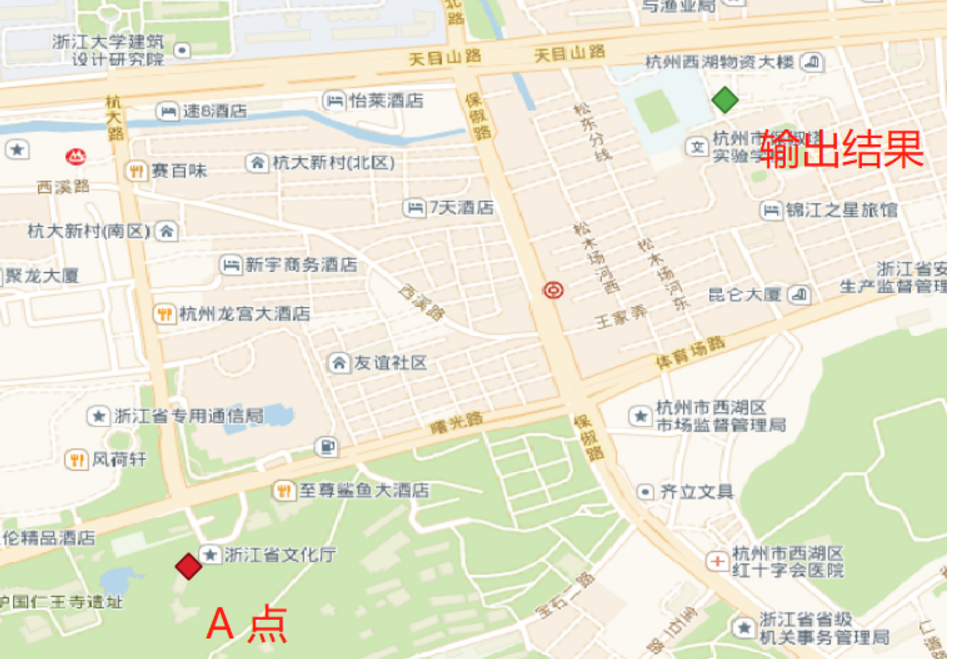 北路
与渔业局
浙江大学建筑
设计研究院
天目山路
天目山路
杭州西湖物资大楼
杭大路
速8酒店
怡莱酒店
保俶路
松东分线
文
杭州市保俶塔
实验学
输出结果
赛百味
杭大新村(北区)
西溪路
7天酒店
锦江之星旅馆
杭大新村(南区)
松木场河西
松木场河东
聚龙大厦
新宇商务酒店
浙江省安
生产监督管理
西溪路
昆仑大厦
杭州龙宫大酒店
王家弄
体育场路
友谊社区
浙江省专用通信局
曙光路
保俶路
杭州市西湖区
市场监督管理局
风荷轩
至尊鲨鱼大酒店
齐立文具
伦精品酒店
浙江省文化厅
杭州市西湖区
红十字会医院
护国仁王寺遗址
宝石一路
A 点
浙江省省级
机关事务管理局
仁谐路